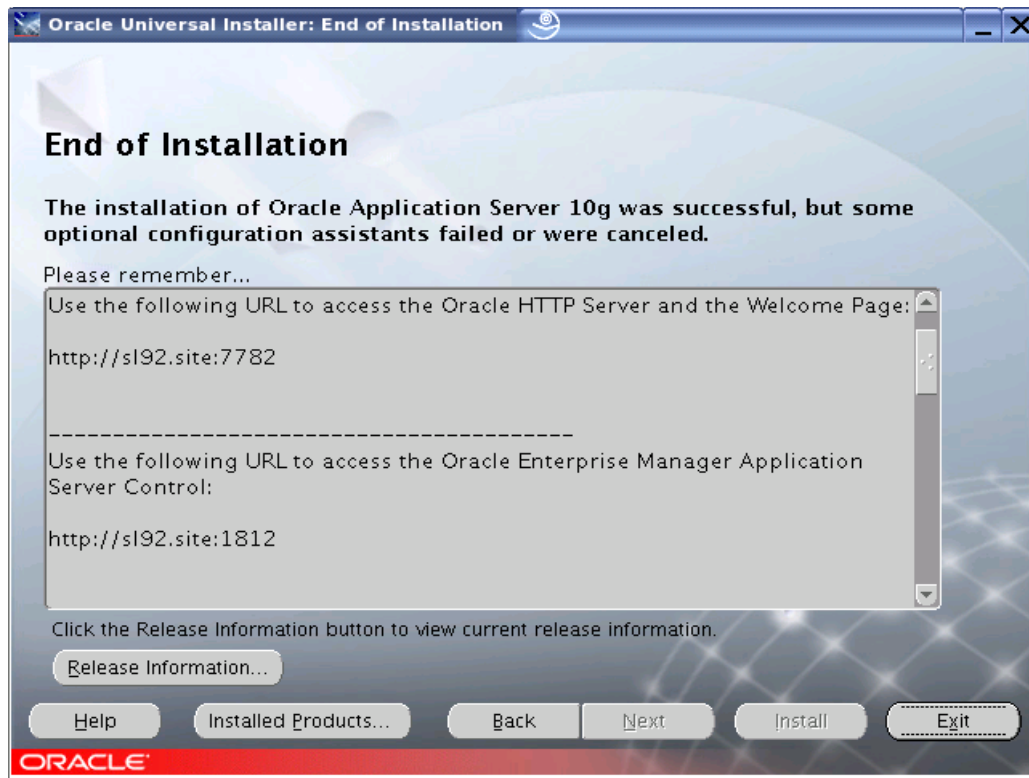 Oracle Universal Installer: End of Installation
End of Installation
The installation of Oracle Application Server 10g was successful, but some
optional configuration assistants failed or were canceled.
Please remember...
Use the following URL to access the Oracle HTTP Server and the Welcome Page:
http://sl92.site:7782
-----------------------------------------
Use the following URL to access the Oracle Enterprise Manager Application
Server Control:
http://sl92.site:1812
Click the Release Information button to view current release information.
Release Information...
Help Installed Products... Back Next Install Exit
ORACLE